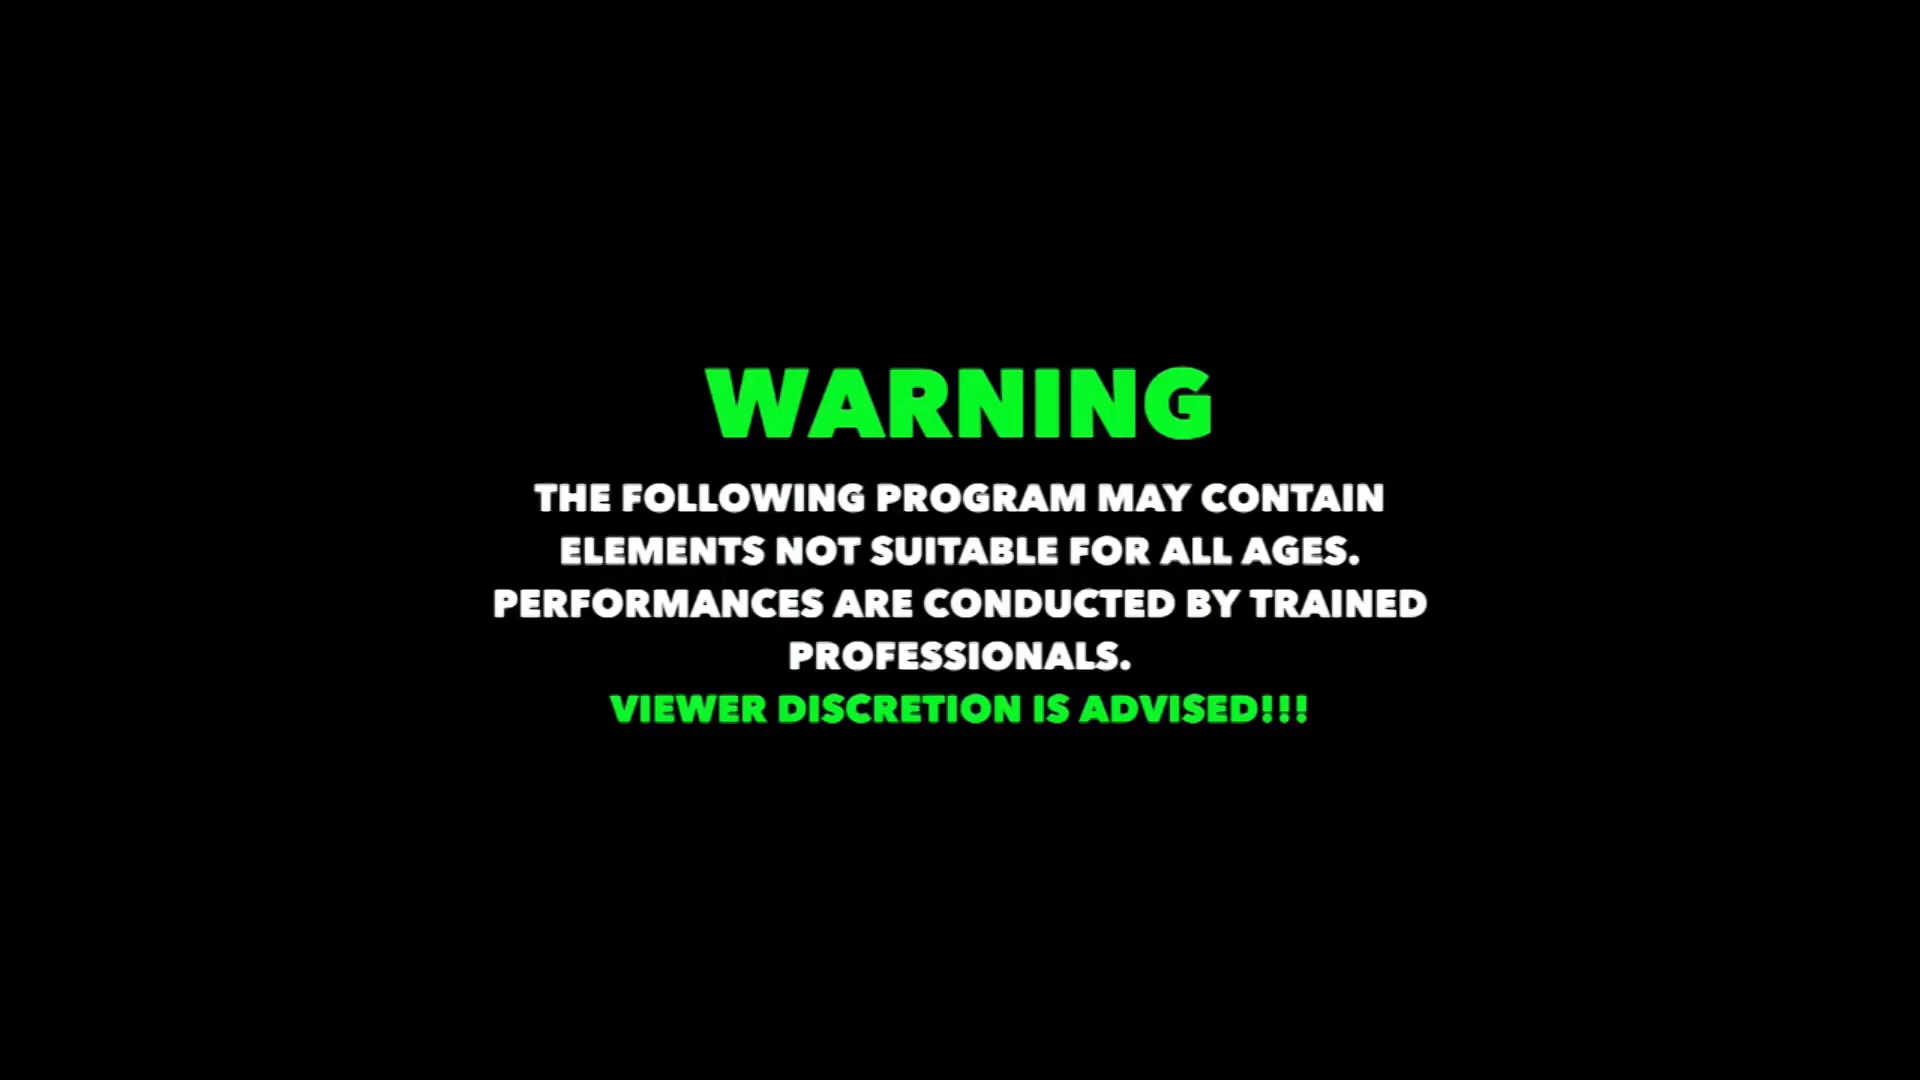 WARNING
THE FOLLOWING PROGRAM MAY CONTAIN
ELEMENTS NOT SUITABLE FOR ALL AGES.
PERFORMANCES ARE CONDUCTED BY TRAINED
PROFESSIONALS.
VIEWER DISCRETION IS ADVISED!!!